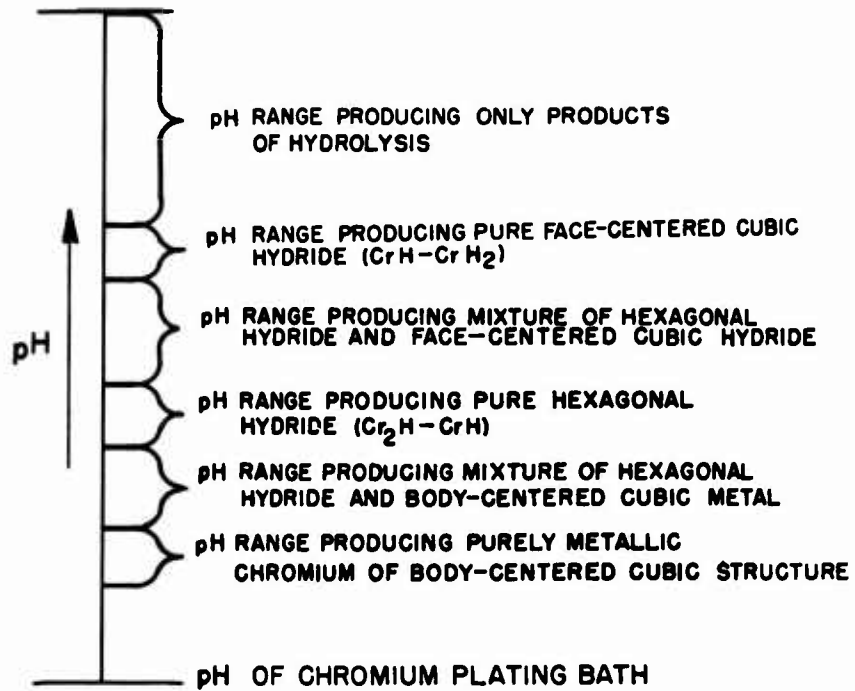 pH RANGE PRODUCING ONLY PRODUCTS
OF HYDROLYSIS
pH RANGE PRODUCING PURE FACE-CENTERED CUBIC
HYDRIDE (CrH-CrH₂)
pH
pH RANGE PRODUCING MIXTURE OF HEXAGONAL
HYDRIDE AND FACE-CENTERED CUBIC HYDRIDE
pH RANGE PRODUCING PURE HEXAGONAL
HYDRIDE (Cr₂H-CrH)
pH RANGE PRODUCING MIXTURE OF HEXAGONAL
HYDRIDE AND BODY-CENTERED CUBIC METAL
pH RANGE PRODUCING PURELY METALLIC
CHROMIUM OF BODY-CENTERED CUBIC STRUCTURE
pH OF CHROMIUM PLATING BATH